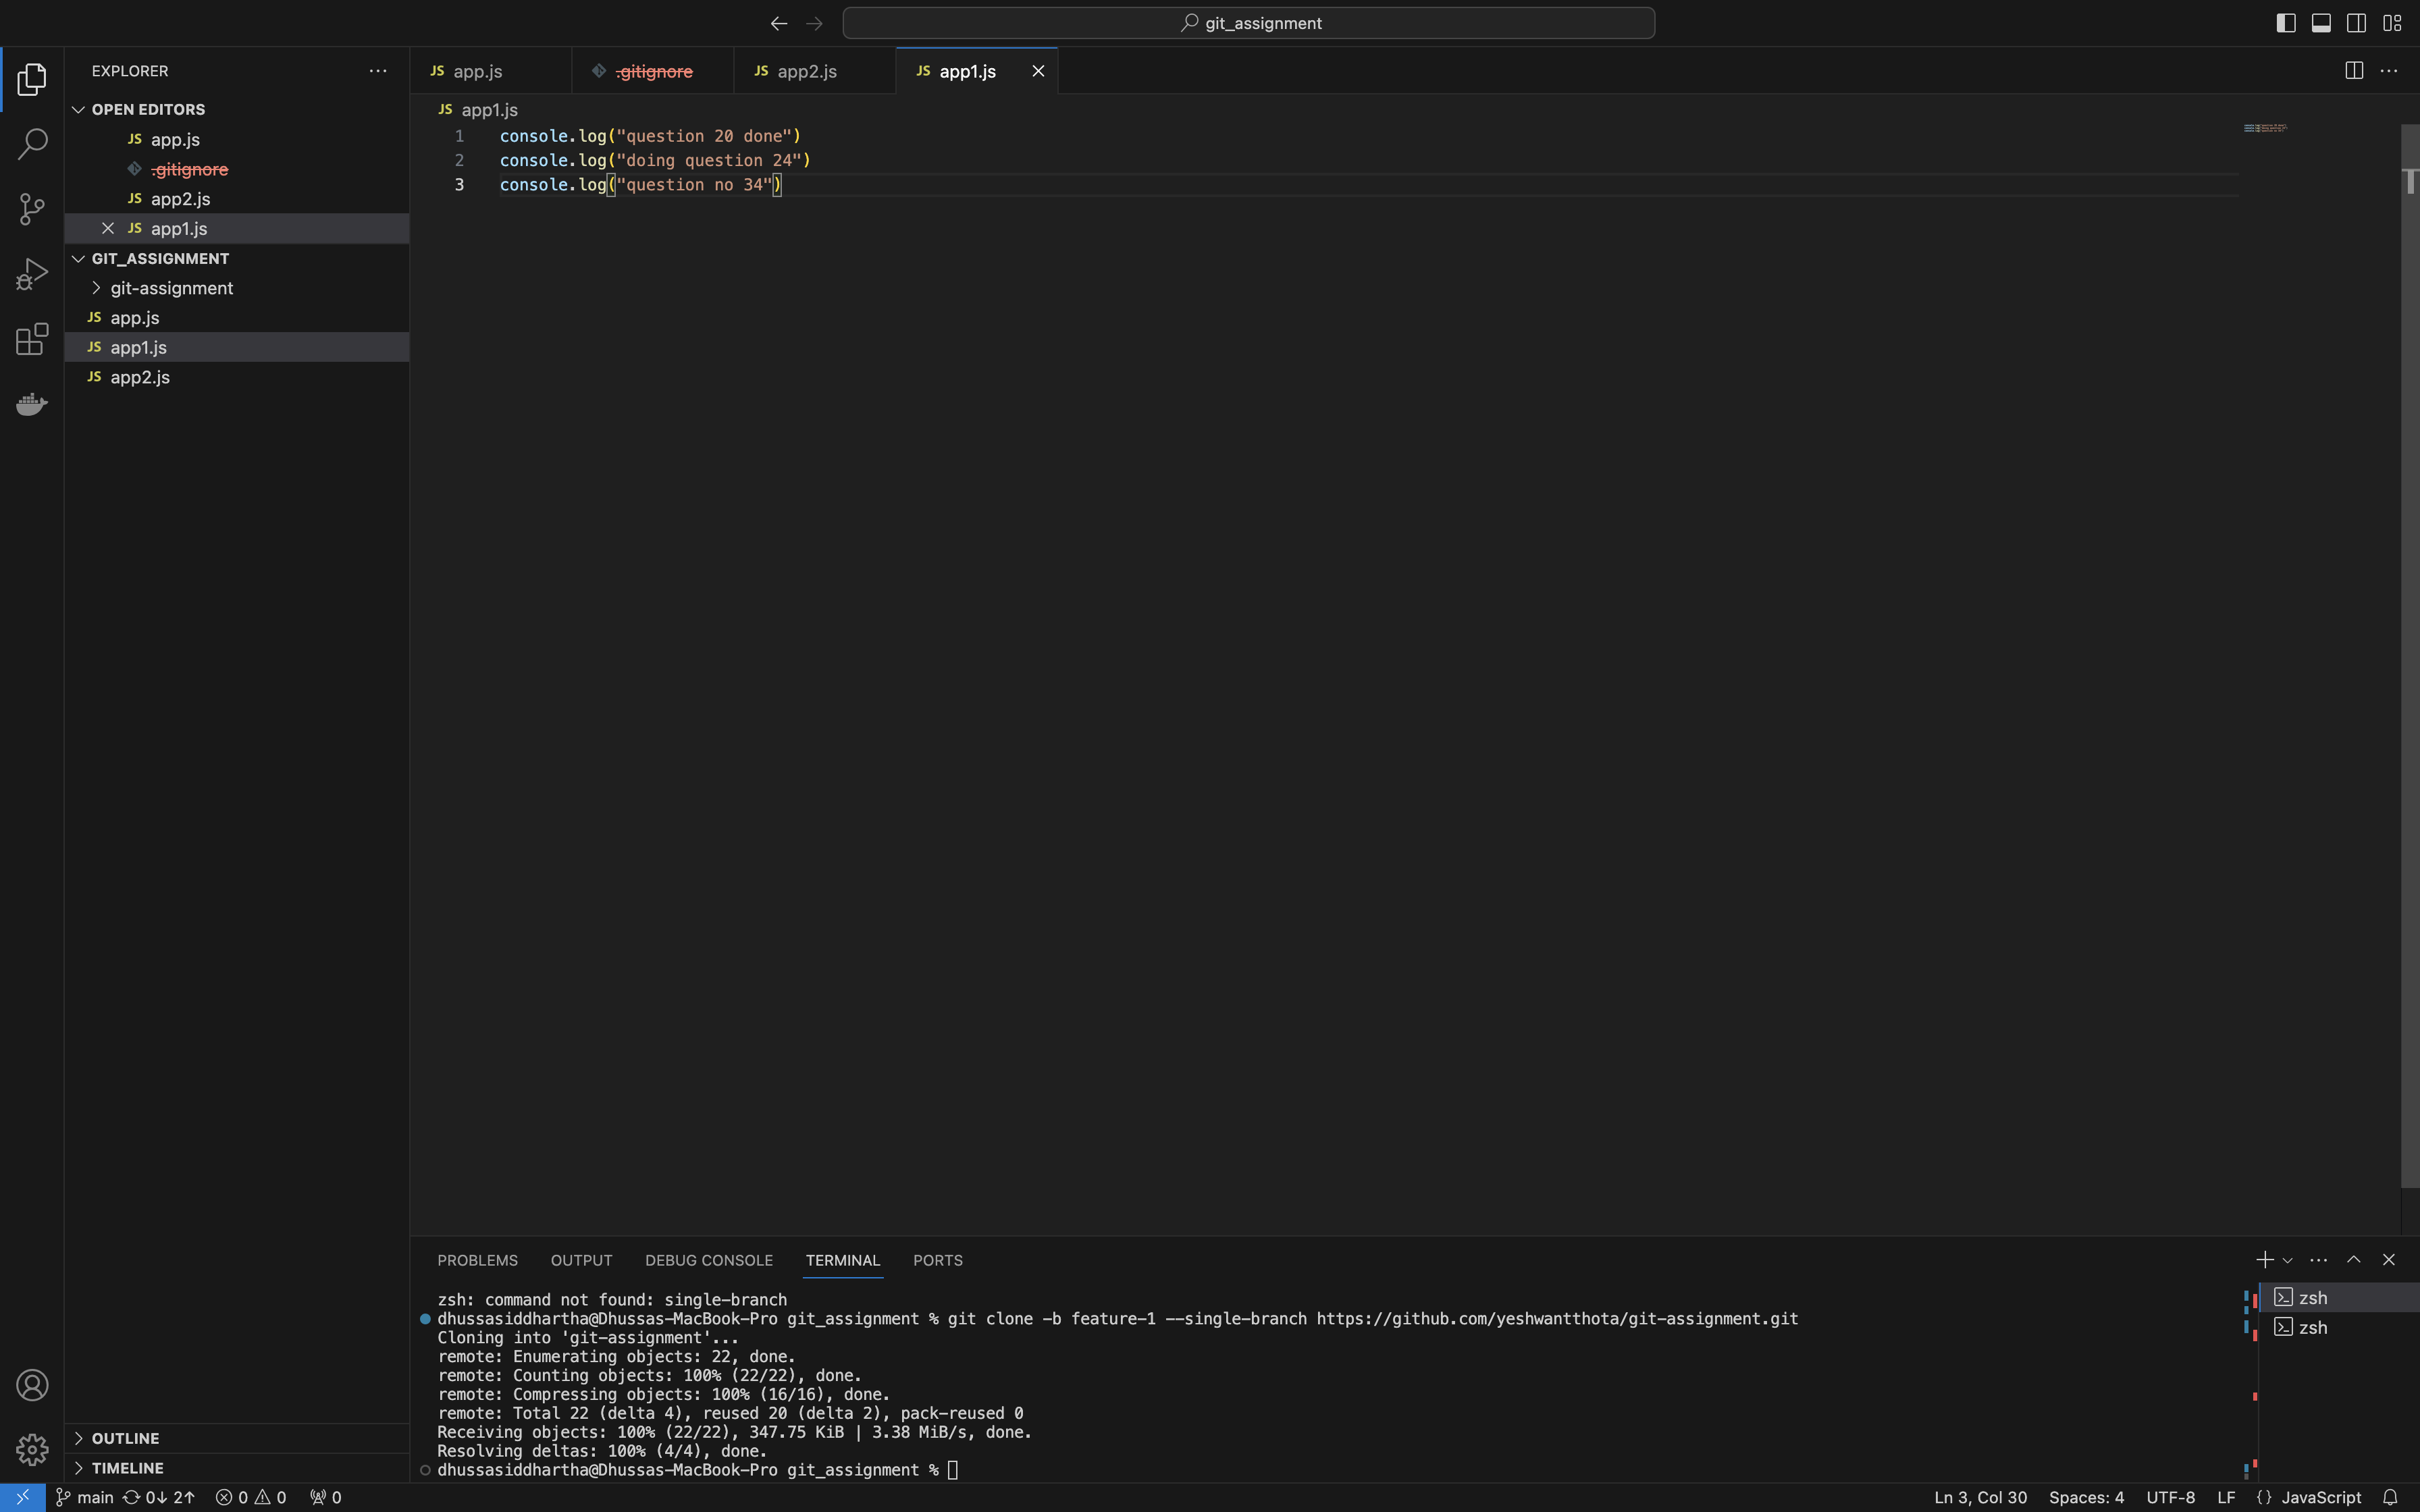 git_assignment
EXPLORER
OPEN EDITORS
JS app.js
.gitignore
JS app2.js
JS app1.js
GIT_ASSIGNMENT
git-assignment
JS app.js
JS app1.js
JS app2.js
OUTLINE
TIMELINE
JS app.js .gitignore JS app2.js JS app1.js
JS app1.js
1 console.log("question 20 done")
2 console.log("doing question 24")
3 console.log("question no 34")
PROBLEMS OUTPUT DEBUG CONSOLE TERMINAL PORTS
zsh: command not found: single-branch
dhussasiddhartha@Dhussas-MacBook-Pro git_assignment % git clone -b feature-1 --single-branch https://github.com/yeshwantthota/git-assignment.git
Cloning into 'git-assignment'...
remote: Enumerating objects: 22, done.
remote: Counting objects: 100% (22/22), done.
remote: Compressing objects: 100% (16/16), done.
remote: Total 22 (delta 4), reused 20 (delta 2), pack-reused 0
Receiving objects: 100% (22/22), 347.75 KiB | 3.38 MiB/s, done.
Resolving deltas: 100% (4/4), done.
dhussasiddhartha@Dhussas-MacBook-Pro git_assignment %
zsh
zsh
main 0↓ 2↑ 0 0 0
Ln 3, Col 30 Spaces: 4 UTF-8 LF {} JavaScript